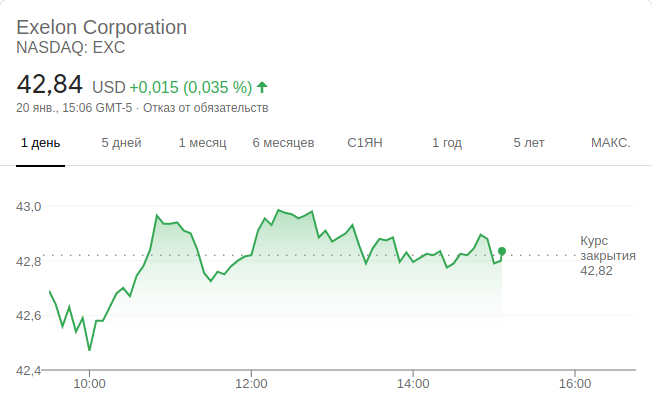 Exelon Corporation
NASDAQ: EXC
42,84 USD +0,015 (0,035 %)
20 янв., 15:06 GMT-5 · Отказ от обязательств
1 день 5 дней 1 месяц 6 месяцев С1ЯН 1 год 5 лет МАКС.
43,0
Курс
закрытия
42,82
42,8
42,6
42,4
10:00 12:00 14:00 16:00